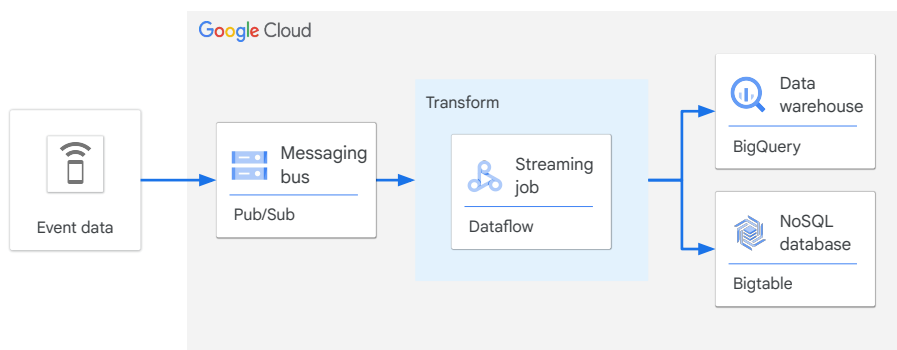 Google Cloud
Event data
Messaging
bus
Pub/Sub
Transform
Streaming
job
Dataflow
Data
warehouse
BigQuery
NoSQL
database
Bigtable